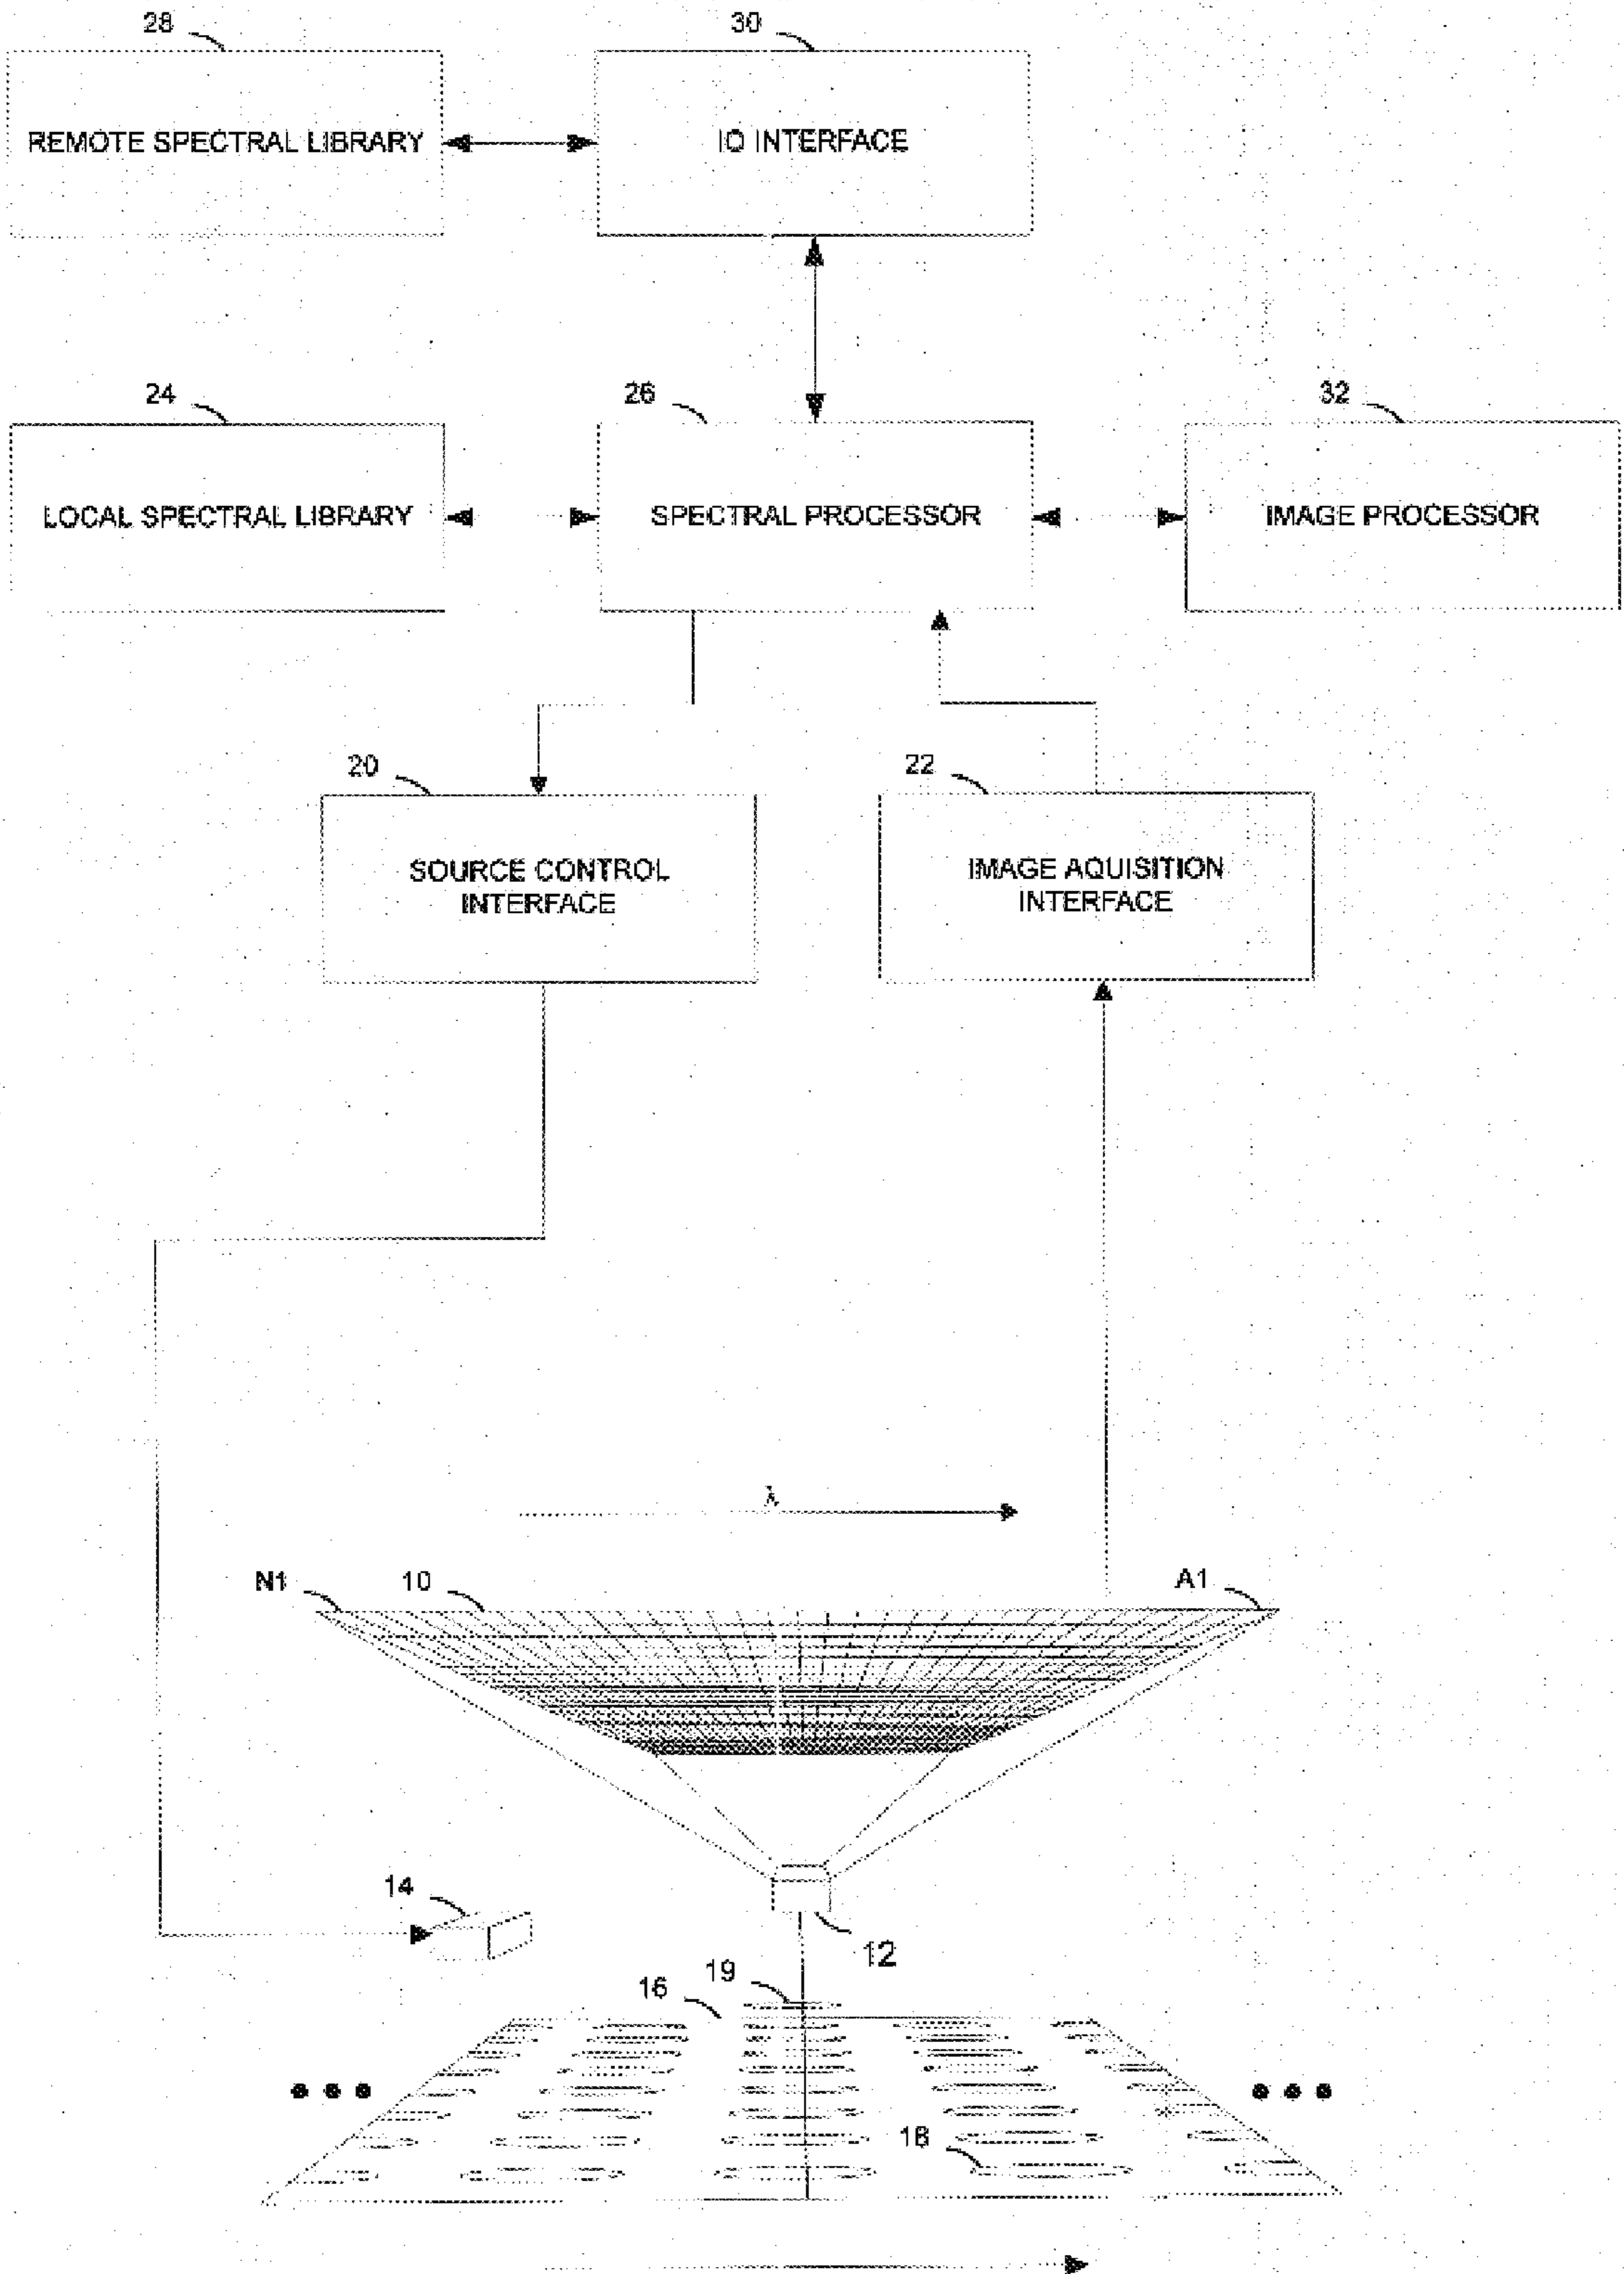 28
30
REMOTE SPECTRAL LIBRARY
IO INTERFACE
24
26
32
LOCAL SPECTRAL LIBRARY
SPECTRAL PROCESSOR
IMAGE PROCESSOR
20
22
SOURCE CONTROL
INTERFACE
IMAGE AQUISITION
INTERFACE
λ
N1
10
A1
14
12
19
16
18